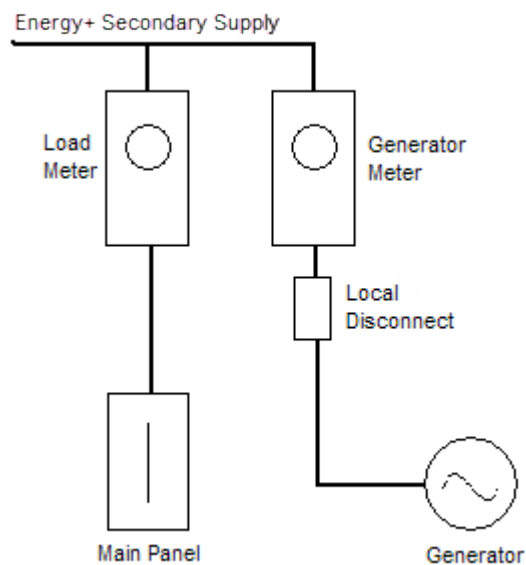 Energy+ Secondary Supply
Load
Meter
Generator
Meter
Local
Disconnect
Main Panel
Generator